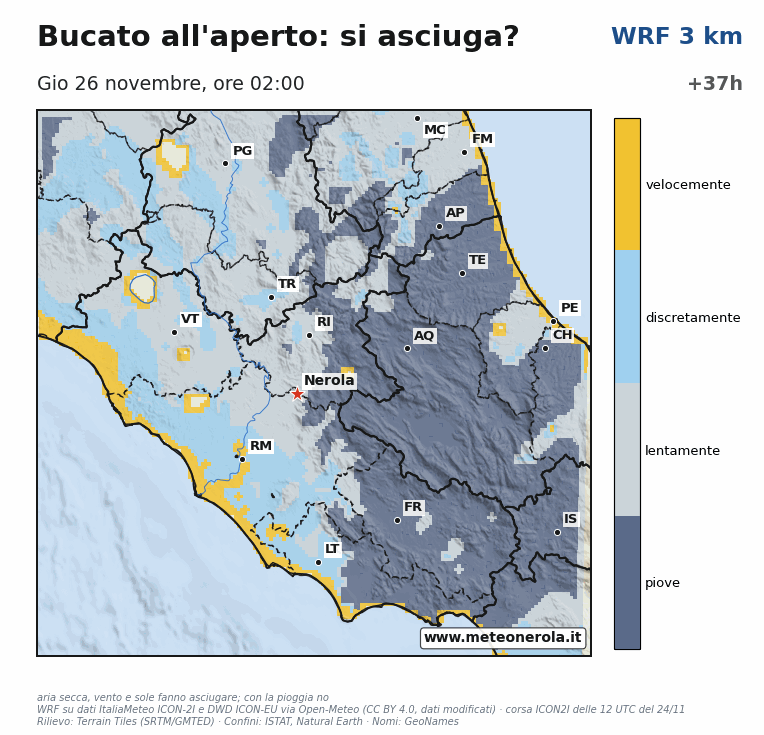 Bucato all'aperto: si asciuga?
WRF 3 km
Gio 26 novembre, ore 02:00
+37h
MC
FM
PG
AP
TE
TR
PE
VT
RI
AQ
CH
Nerola
RM
FR
IS
LT
www.meteonerola.it
velocemente
discretamente
lentamente
piove
aria secca, vento e sole fanno asciugare; con la pioggia no
WRF su dati ItaliaMeteo ICON-2I e DWD ICON-EU via Open-Meteo (CC BY 4.0, dati modificati) · corsa ICON2I delle 12 UTC del 24/11
Rilievo: Terrain Tiles (SRTM/GMTED) · Confini: ISTAT, Natural Earth · Nomi: GeoNames